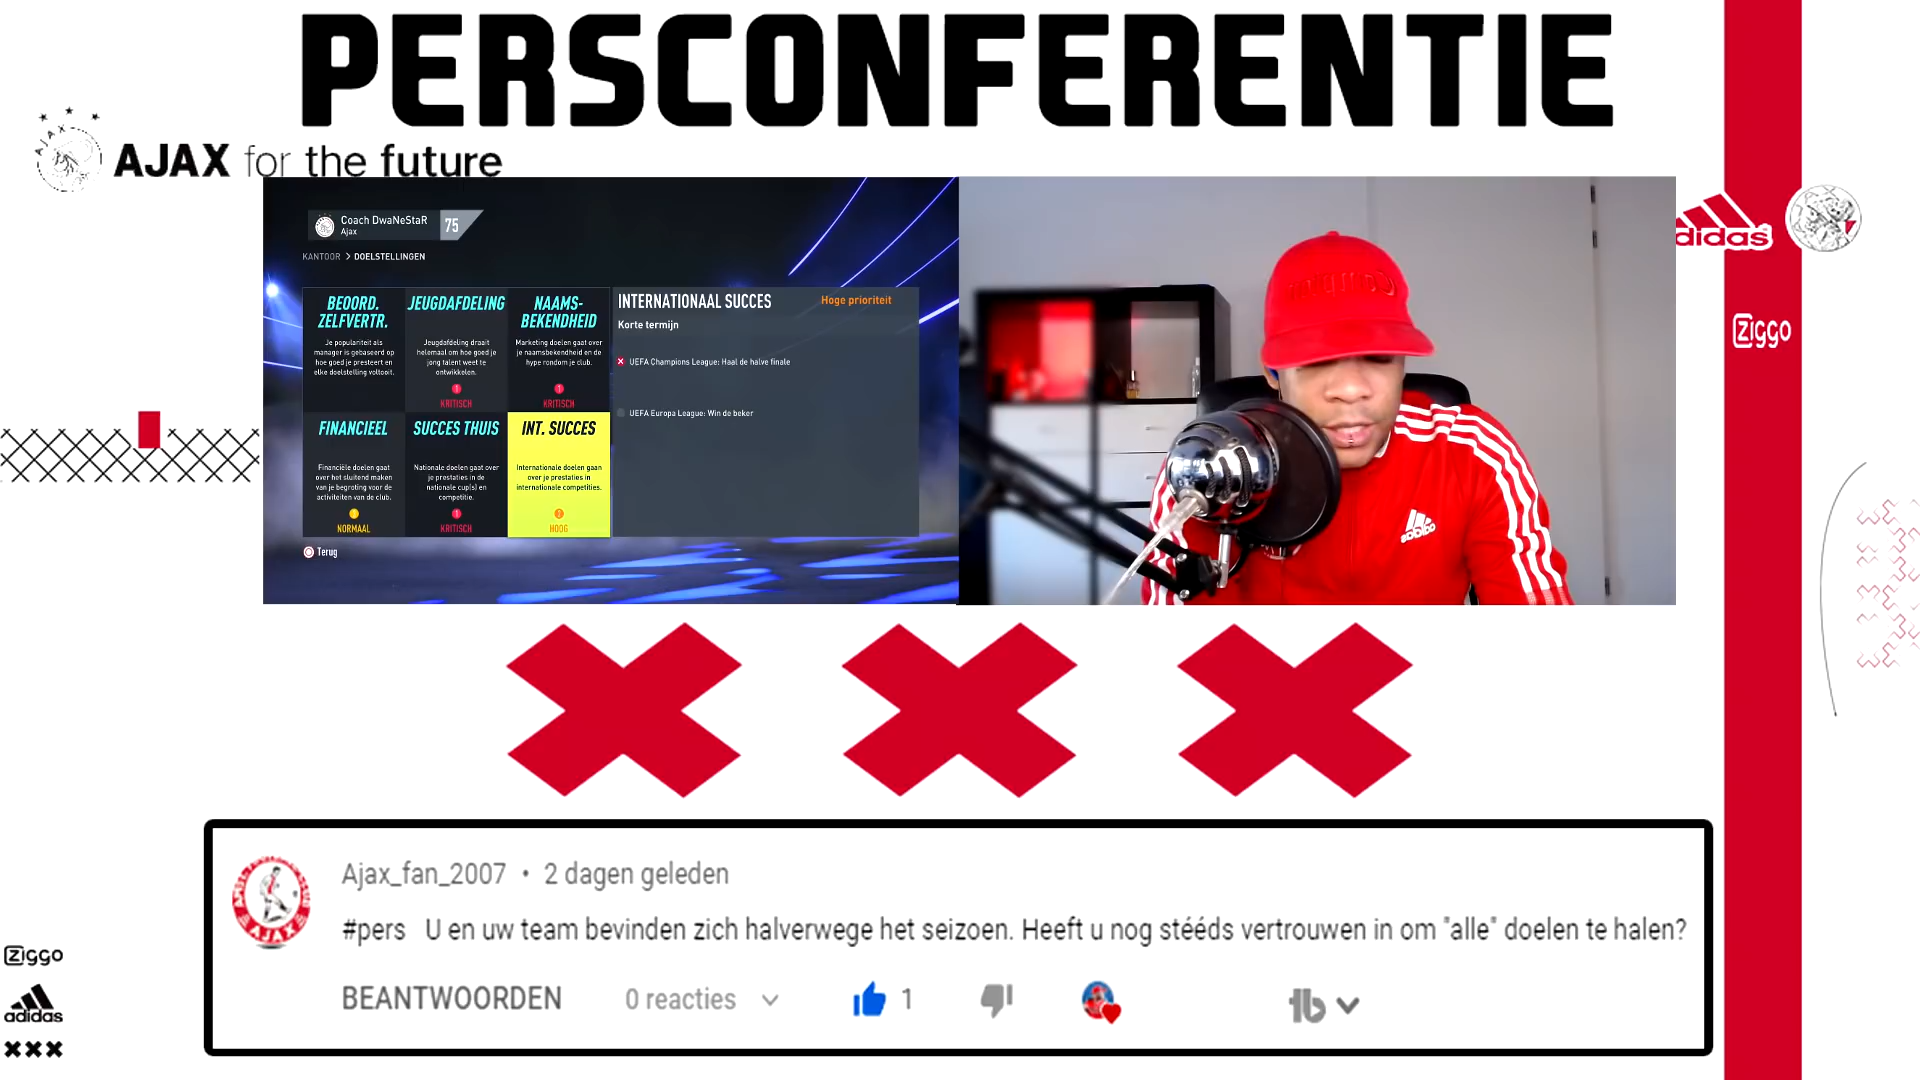 PERSCONFERENTIE
AJAX for the future
Coach DwaNeStaR
Ajax
75
KANTOOR > DOELSTELLINGEN
BEOORD.
ZELFVERTR.
Je populariteit als
manager is gebaseerd op
hoe goed je presteert en
elke doelstelling voltooit.
JEUGDAFDELING
Jeugdafdeling draait
helemaal om hoe goed je
jong talent weet te
ontwikkelen.
KRITISCH
NAAMS-
BEKENDHEID
Marketing doelen gaat over
je naamsbekendheid en de
hype rondom je club.
KRITISCH
FINANCIEEL
Financiële doelen gaat
over het sluitend maken
van je begroting voor de
activiteiten van de club.
NORMAAL
SUCCES THUIS
Nationale doelen gaat over
je prestaties in de
nationale cup(s) en
competitie.
KRITISCH
INT. SUCCES
Internationale doelen gaan
over je prestaties in
internationale competities.
HOOG
INTERNATIONAAL SUCCES
Hoge prioriteit
Korte termijn
UEFA Champions League: Haal de halve finale
UEFA Europa League: Win de beker
Terug
adidas
Ziggo
Ajax_fan_2007 • 2 dagen geleden
#pers U en uw team bevinden zich halverwege het seizoen. Heeft u nog stééds vertrouwen in om "alle" doelen te halen?
BEANTWOORDEN
0 reacties
1
tb
Ziggo
adidas